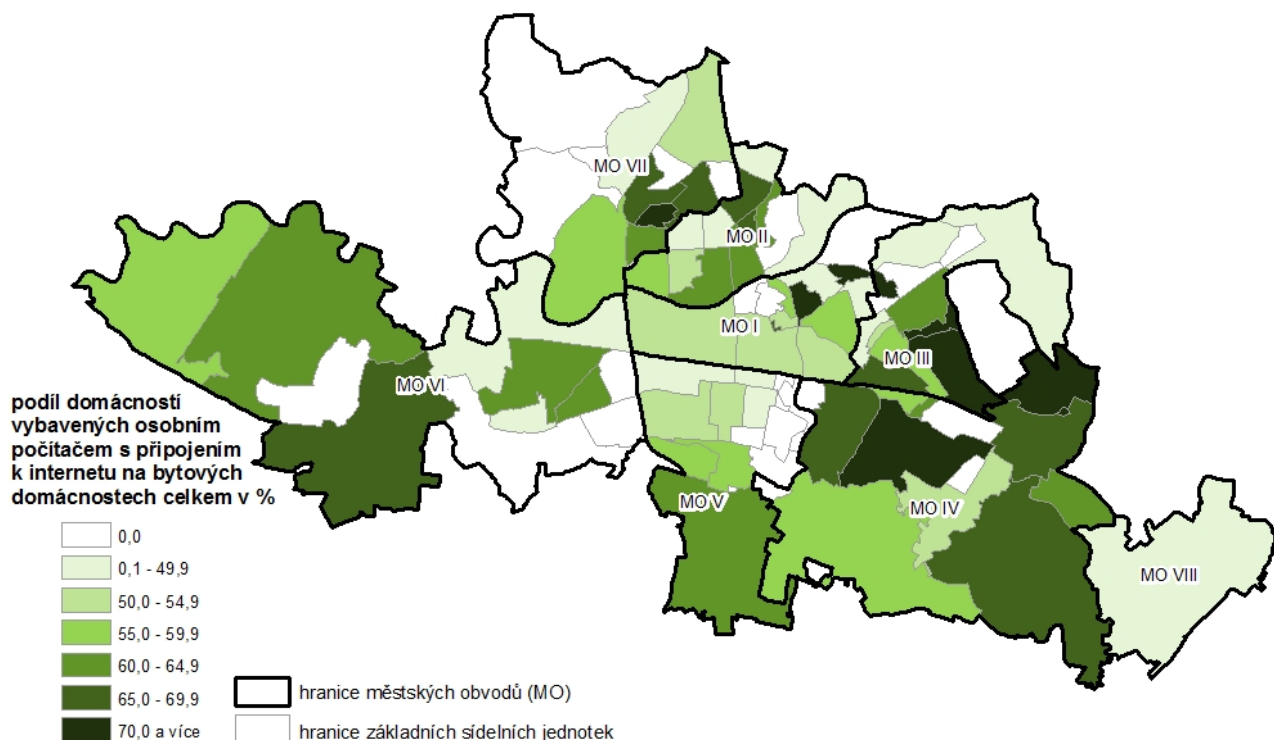 MO VII
MO II
MO I
MO III
MO VI
podíl domácností
vybavených osobním
počítačem s připojením
k internetu na bytových
domácnostech celkem v %
MO V
MO IV
MO VIII
0,0
0,1 - 49,9
50,0 - 54,9
55,0 - 59,9
60,0 - 64,9
65,0 - 69,9
70,0 a více
hranice městských obvodů (MO)
hranice základních sídelních jednotek